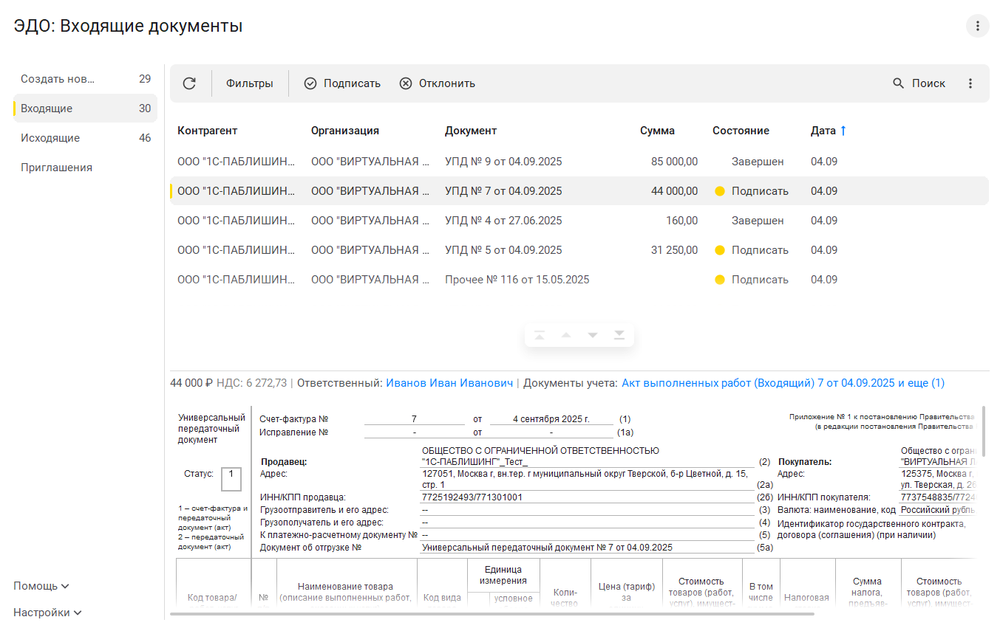 ЭДО: Входящие документы
Создать нов... 29
Входящие 30
Исходящие 46
Приглашения
Помощь
Настройки
Фильтры Подписать Отклонить Поиск
Контрагент Организация Документ Сумма Состояние Дата ↑
ООО "1С-ПАБЛИШИН... ООО "ВИРТУАЛЬНАЯ ... УПД № 9 от 04.09.2025 85 000,00 Завершен 04.09
ООО "1С-ПАБЛИШИН... ООО "ВИРТУАЛЬНАЯ ... УПД № 7 от 04.09.2025 44 000,00 Подписать 04.09
ООО "1С-ПАБЛИШИН... ООО "ВИРТУАЛЬНАЯ ... УПД № 4 от 27.06.2025 160,00 Завершен 04.09
ООО "1С-ПАБЛИШИН... ООО "ВИРТУАЛЬНАЯ ... УПД № 5 от 04.09.2025 31 250,00 Подписать 04.09
ООО "1С-ПАБЛИШИН... ООО "ВИРТУАЛЬНАЯ ... Прочее № 116 от 15.05.2025 Подписать 04.09
44 000 ₽ НДС: 6 272,73 | Ответственный: Иванов Иван Иванович | Документы учета: Акт выполненных работ (Входящий) 7 от 04.09.2025 и еще (1)
Универсальный
передаточный
документ
Статус: 1
1 – счет-фактура и
передаточный
документ (акт)
2 – передаточный
документ (акт)
Счет-фактура № 7 от 4 сентября 2025 г. (1)
Исправление № - от - (1а)
Приложение № 1 к постановлению Правительства
(в редакции постановления Правительства
ОБЩЕСТВО С ОГРАНИЧЕННОЙ ОТВЕТСТВЕННОСТЬЮ
Продавец: "1С-ПАБЛИШИНГ"_Тест_ (2)
Адрес: 127051, Москва г, вн.тер. г муниципальный округ Тверской, б-р Цветной, д. 15,
стр. 1 (2а)
ИНН/КПП продавца: 7725192493/771301001 (2б)
Грузоотправитель и его адрес: -- (3)
Грузополучатель и его адрес: -- (4)
К платежно-расчетному документу № -- (5)
Документ об отгрузке № Универсальный передаточный документ № 7 от 04.09.2025 (5а)
Общество с
Покупатель: "ВИРТУАЛЬНАЯ
Адрес: 125375, Москва г,
ул. Тверская, д.
ИНН/КПП покупателя: 7737548835/
Валюта: наименование, код Российский рубль
Идентификатор государственного контракта,
договора (соглашения) (при наличии)
Код товара/
№
Наименование товара
(описание выполненных работ,
Код вида
Единица
измерения
условное
Коли-
чество
Цена (тариф)
за
Стоимость
товаров (работ,
услуг), имущест-
В том
числе
Налоговая
Сумма
налога,
предъяв-
Стоимость
товаров (работ,
услуг), имущест-